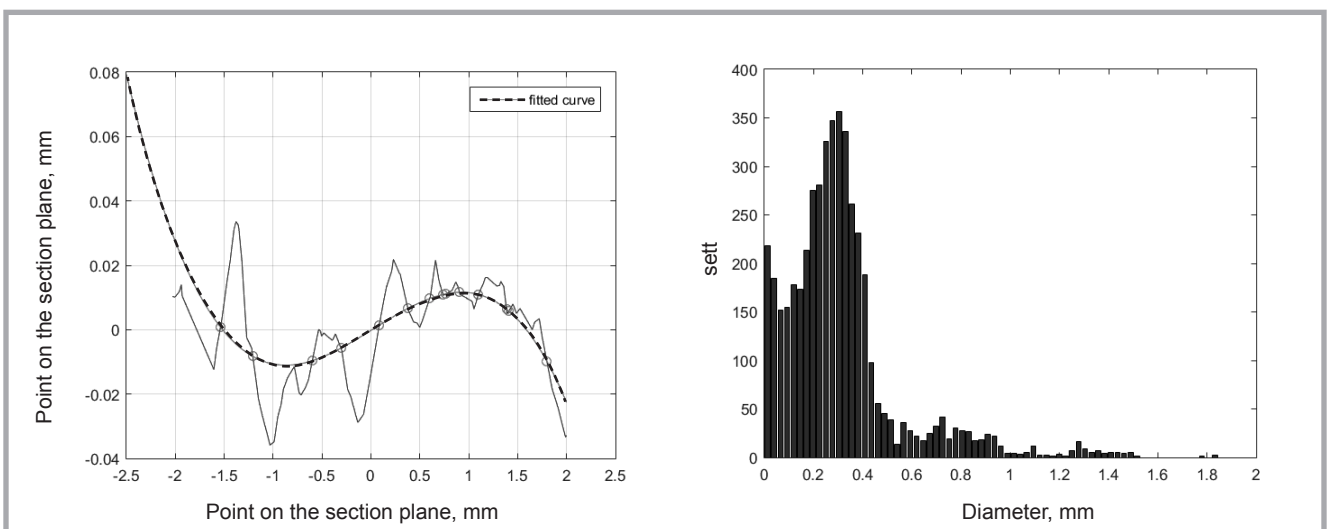 0.08
0.06
0.04
0.02
0
-0.02
-0.04
-2.5 -2 -1.5 -1 -0.5 0 0.5 1 1.5 2 2.5
Point on the section plane, mm
Point on the section plane, mm
fitted curve
400
350
300
250
200
150
100
50
0
0 0.2 0.4 0.6 0.8 1 1.2 1.4 1.6 1.8 2
sett
Diameter, mm